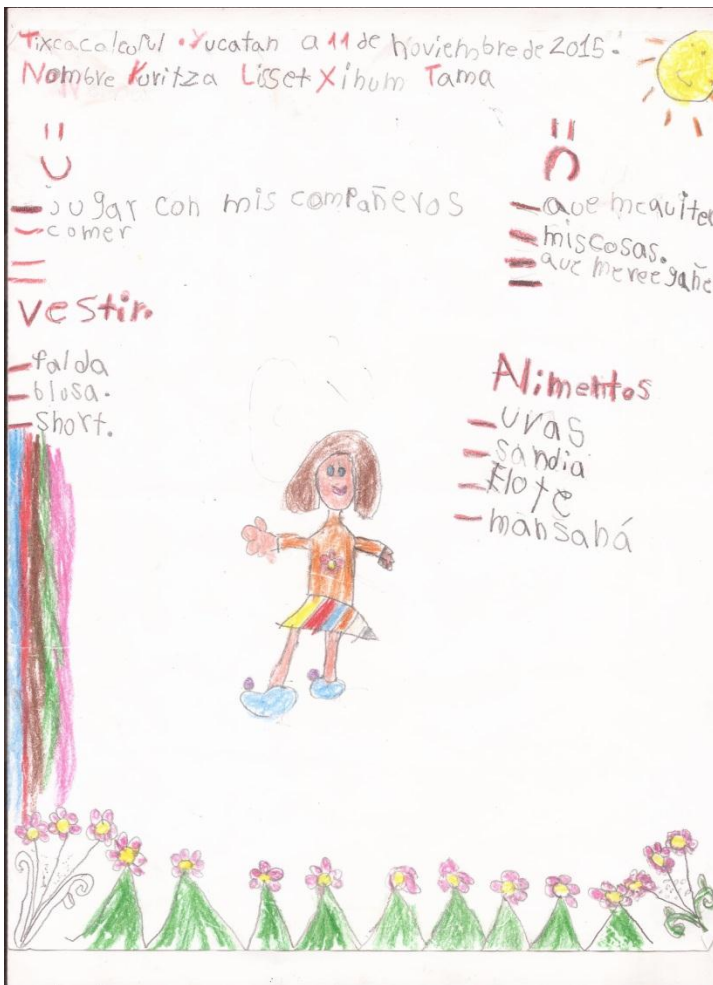 Tixcacalcupul . Yucatan a 11 de noviembre de 2015.
Nombre Yuritza Lisset Xihum Tama
jugar con mis compañeros
comer
que me quiten
mis cosas.
que me reegañe
vestir.
falda
blusa.
short.
Alimentos
uvas
sandia
Elote
mansaná